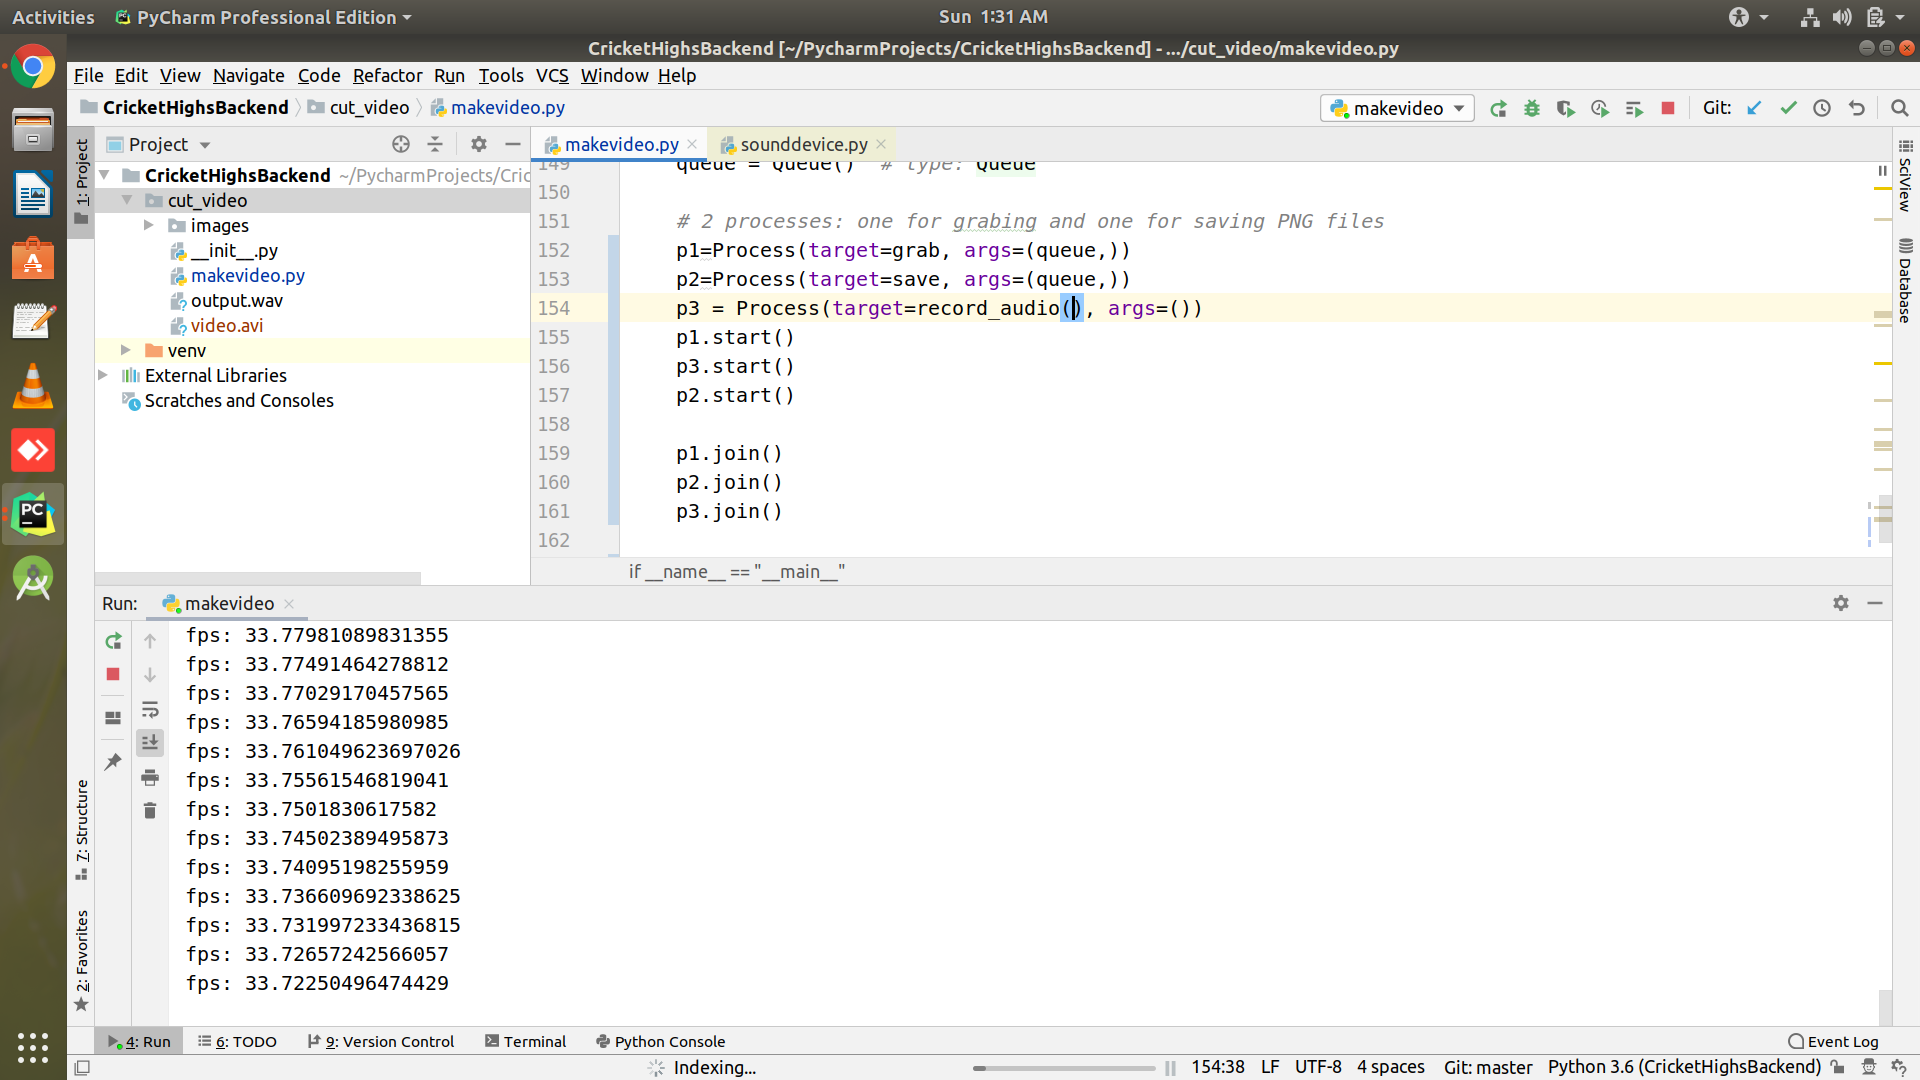 Activities PyCharm Professional Edition Sun 1:31 AM
CricketHighsBackend [~/PycharmProjects/CricketHighsBackend] - .../cut_video/makevideo.py
File Edit View Navigate Code Refactor Run Tools VCS Window Help
CricketHighsBackend cut_video makevideo.py makevideo Git:
1: Project
Project
CricketHighsBackend ~/PycharmProjects/Cric
cut_video
images
__init__.py
makevideo.py
output.wav
video.avi
venv
External Libraries
Scratches and Consoles
makevideo.py sounddevice.py
149 queue = Queue() # type: Queue
150
151 # 2 processes: one for grabing and one for saving PNG files
152 p1=Process(target=grab, args=(queue,))
153 p2=Process(target=save, args=(queue,))
154 p3 = Process(target=record_audio(), args=())
155 p1.start()
156 p3.start()
157 p2.start()
158
159 p1.join()
160 p2.join()
161 p3.join()
162
if __name__ == "__main__"
SciView
Database
Run: makevideo
fps: 33.77981089831355
fps: 33.77491464278812
fps: 33.77029170457565
fps: 33.76594185980985
fps: 33.761049623697026
fps: 33.75561546819041
fps: 33.7501830617582
fps: 33.74502389495873
fps: 33.74095198255959
fps: 33.736609692338625
fps: 33.731997233436815
fps: 33.72657242566057
fps: 33.72250496474429
7: Structure
2: Favorites
PC
4: Run 6: TODO 9: Version Control Terminal Python Console Event Log
Indexing... 154:38 LF UTF-8 4 spaces Git: master Python 3.6 (CricketHighsBackend)